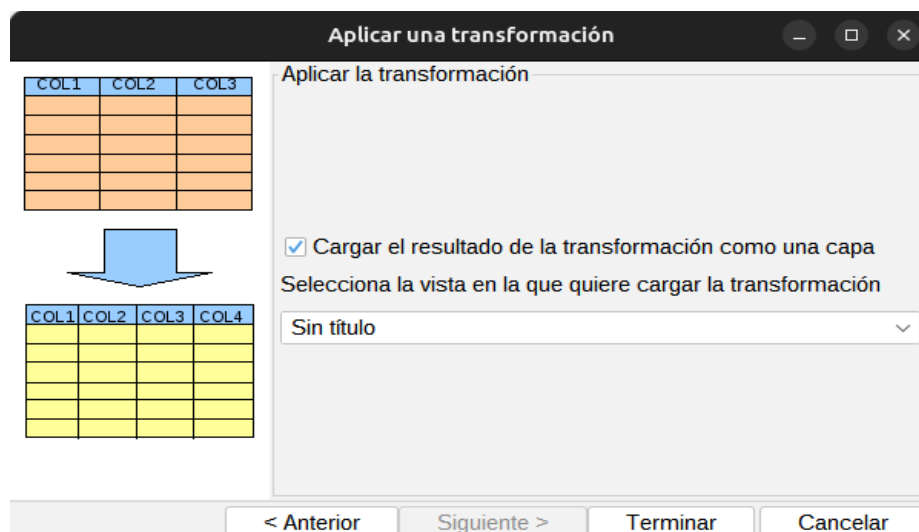 Aplicar una transformación
COL1 COL2 COL3
Aplicar la transformación
Cargar el resultado de la transformación como una capa
Selecciona la vista en la que quiere cargar la transformación
Sin título
COL1 COL2 COL3 COL4
< Anterior
Siguiente >
Terminar
Cancelar